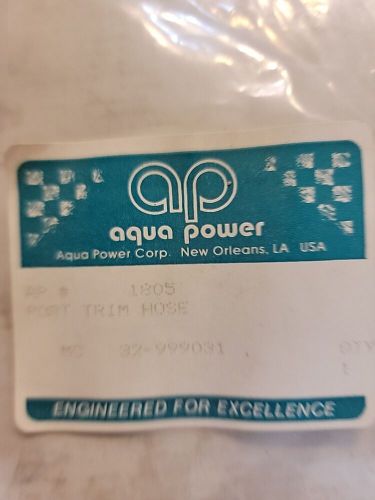 ap
aqua power
Aqua Power Corp. New Orleans, LA USA
AP # 1805
PORT TRIM HOSE
MC 32-999031 QTY
1
ENGINEERED FOR EXCELLENCE